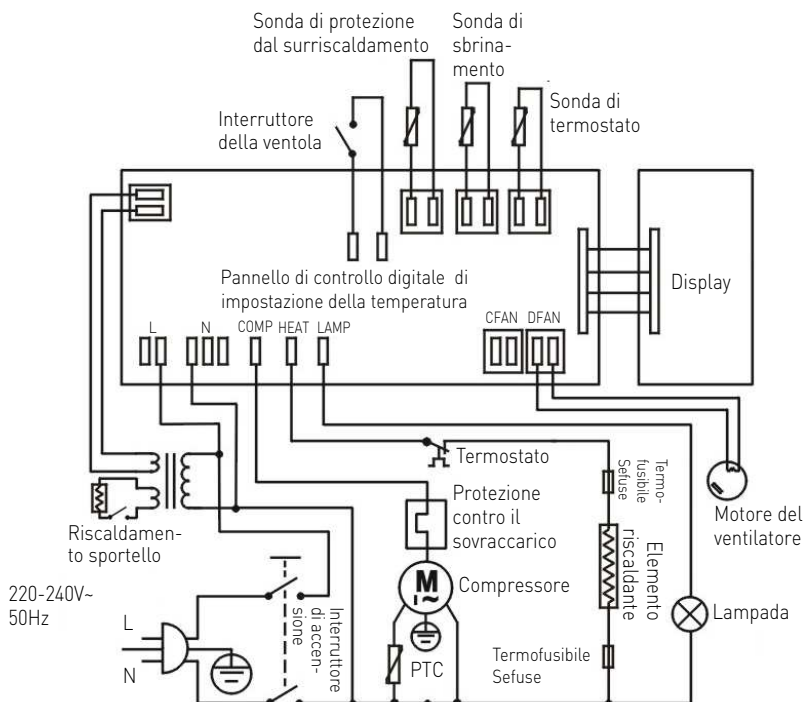 Sonda di protezione
dal surriscaldamento
Sonda di
sbrina-
mento
Sonda di
termostato
Interruttore
della ventola
Pannello di controllo digitale di
impostazione della temperatura
Display
L
N
COMP
HEAT
LAMP
CFAN
DFAN
Termostato
Termo-
fusibile
Sefuse
Motore del
ventilatore
Riscaldamen-
to sportello
Protezione
contro il
sovraccarico
Elemento
riscaldante
220-240V~
50Hz
L
N
Interruttore
di accen-
sione
M
I~
Compressore
PTC
Lampada
Termofusibile
Sefuse